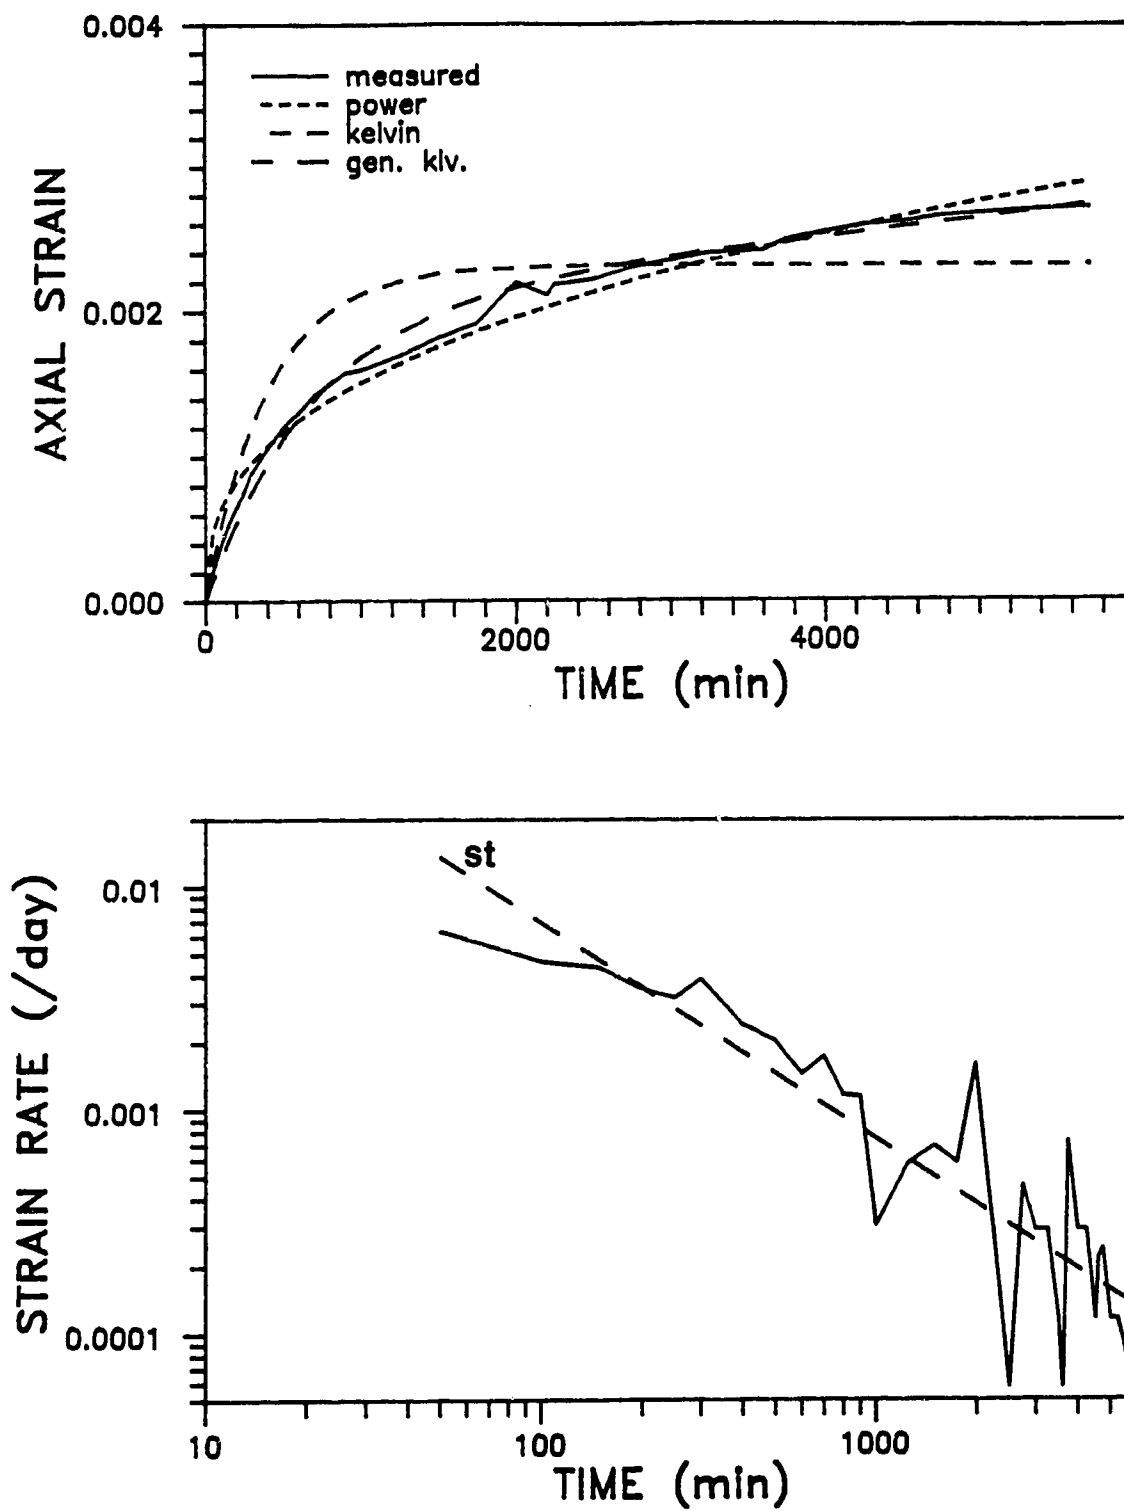 0.004
measured
power
kelvin
gen. klv.
0.002
0.000
AXIAL STRAIN
0
2000
4000
TIME (min)
st
0.01
0.001
0.0001
STRAIN RATE (/day)
10
100
1000
TIME (min)